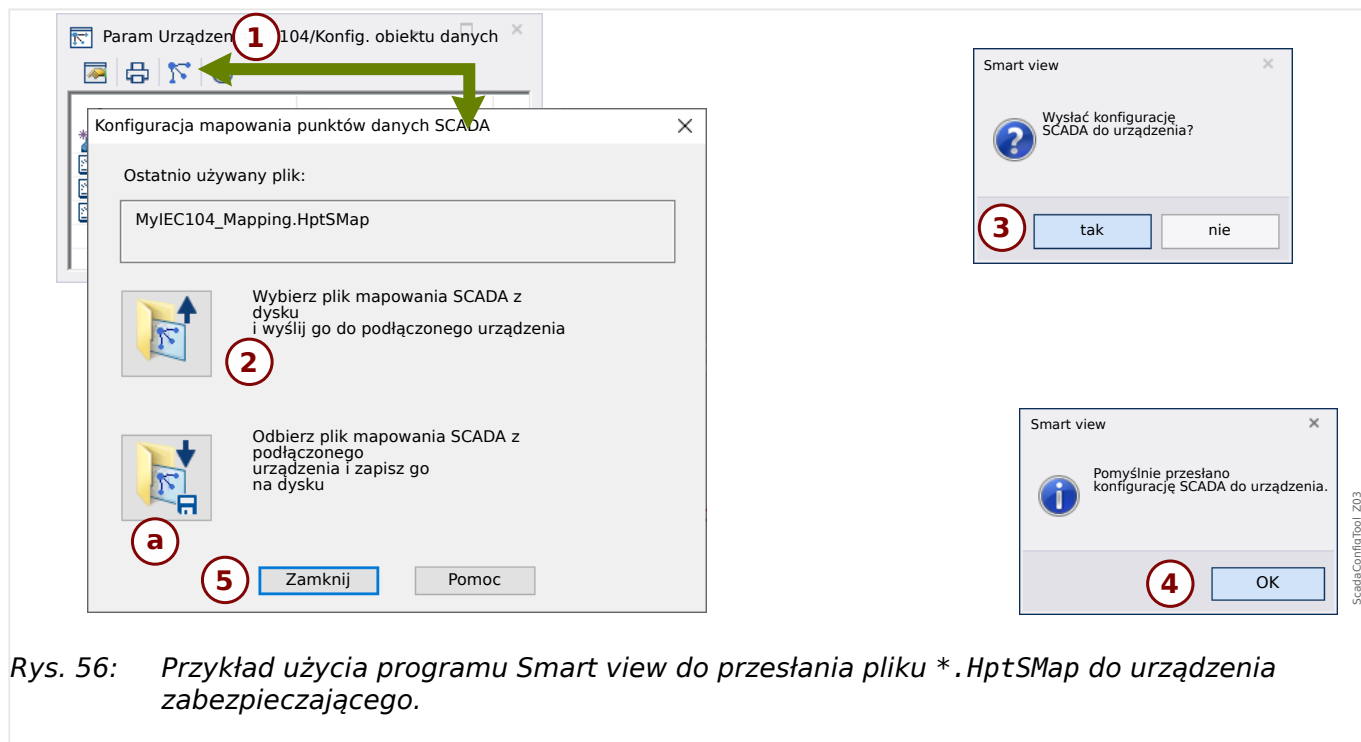 Param Urządzen 1 104/Konfig. obiektu danych
Konfiguracja mapowania punktów danych SCADA
Ostatnio używany plik:
MyIEC104_Mapping.HptSMap
Wybierz plik mapowania SCADA z
dysku
i wyślij go do podłączonego urządzenia
2
Odbierz plik mapowania SCADA z
podłączonego
urządzenia i zapisz go
na dysku
a
5 Zamknij Pomoc
Smart view
Wysłać konfigurację
SCADA do urządzenia?
3 tak nie
Smart view
Pomyślnie przesłano
konfigurację SCADA do urządzenia.
4 OK
ScadaConfigTool_Z03
Rys. 56: Przykład użycia programu Smart view do przesłania pliku *.HptSMap do urządzenia
zabezpieczającego.